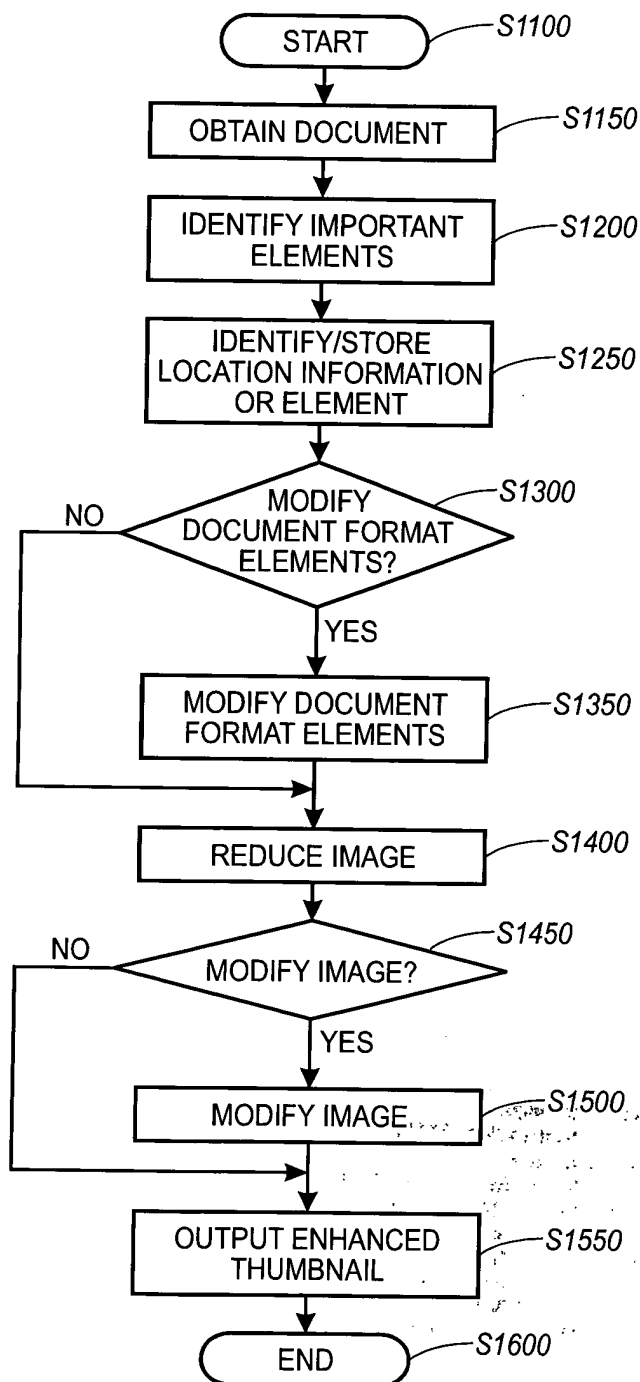 START
S1100
OBTAIN DOCUMENT
S1150
IDENTIFY IMPORTANT
ELEMENTS
S1200
IDENTIFY/STORE
LOCATION INFORMATION
OR ELEMENT
S1250
MODIFY
DOCUMENT FORMAT
ELEMENTS?
S1300
NO
YES
MODIFY DOCUMENT
FORMAT ELEMENTS
S1350
REDUCE IMAGE
S1400
MODIFY IMAGE?
S1450
NO
YES
MODIFY IMAGE
S1500
OUTPUT ENHANCED
THUMBNAIL
S1550
END
S1600